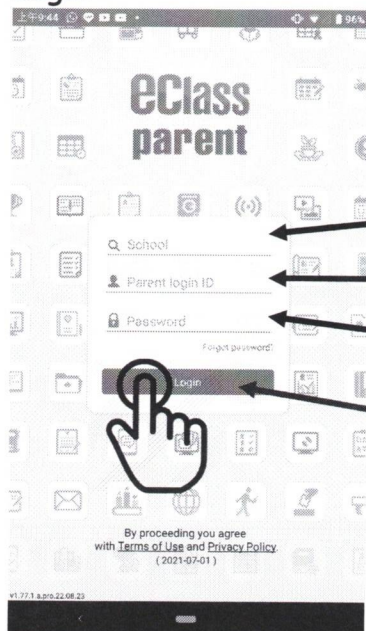 上午9:44
96%
eClass
parent
School
Parent login ID
Password
Forgot password?
Login
By proceeding you agree
with Terms of Use and Privacy Policy.
( 2021-07-01 )
v1.77.1.a.pro.22.08.23